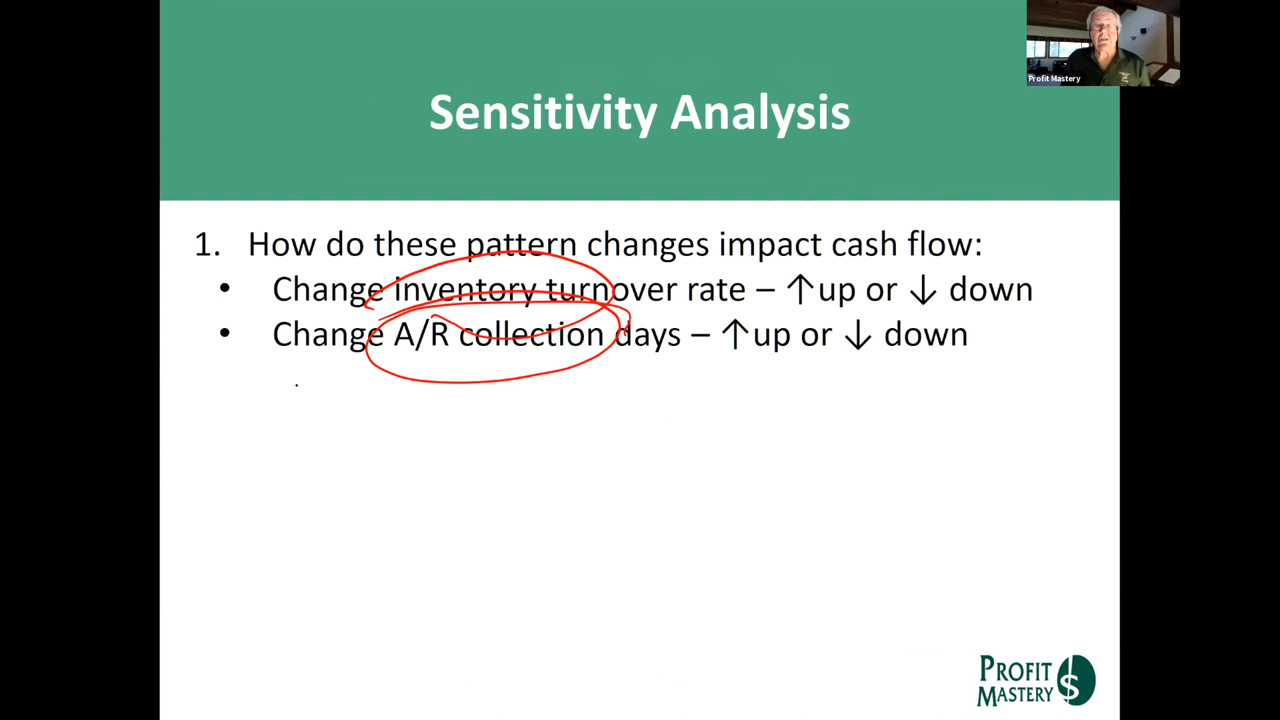 Profit Mastery
Sensitivity Analysis
1. How do these pattern changes impact cash flow:
• Change inventory turnover rate – ↑up or ↓ down
• Change A/R collection days – ↑up or ↓ down
PROFIT
MASTERY $